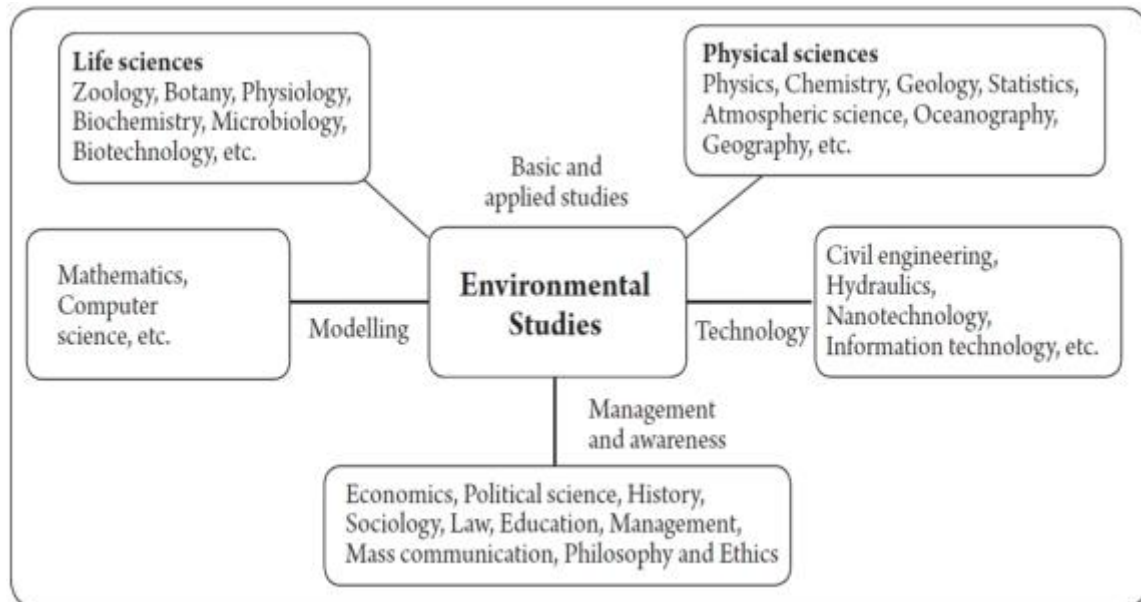 Life sciences
Zoology, Botany, Physiology,
Biochemistry, Microbiology,
Biotechnology, etc.
Physical sciences
Physics, Chemistry, Geology, Statistics,
Atmospheric science, Oceanography,
Geography, etc.
Basic and
applied studies
Mathematics,
Computer
science, etc.
Modelling
Environmental
Studies
Technology
Civil engineering,
Hydraulics,
Nanotechnology,
Information technology, etc.
Management
and awareness
Economics, Political science, History,
Sociology, Law, Education, Management,
Mass communication, Philosophy and Ethics